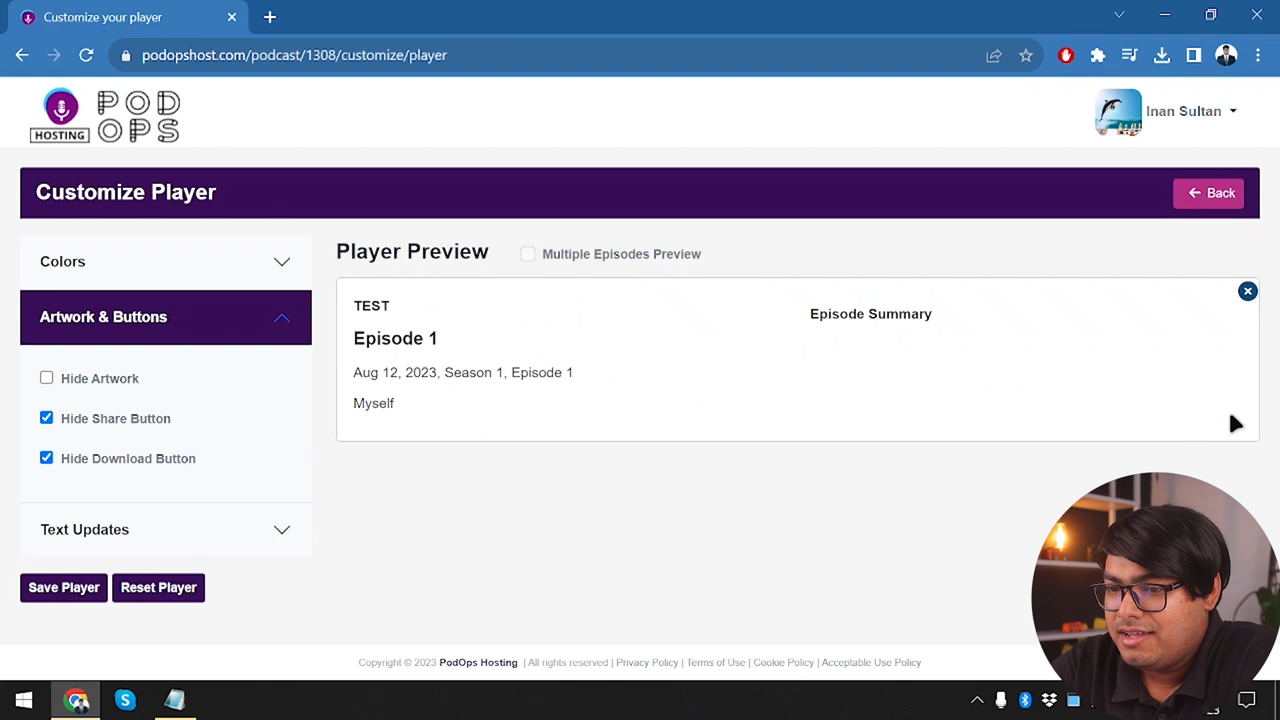 Customize your player
podopshost.com/podcast/1308/customize/player
HOSTING
POD
OPS
Inan Sultan
Customize Player
Back
Colors
Artwork & Buttons
Hide Artwork
Hide Share Button
Hide Download Button
Text Updates
Save Player
Reset Player
Player Preview
Multiple Episodes Preview
TEST
Episode 1
Aug 12, 2023, Season 1, Episode 1
Myself
Episode Summary
Copyright © 2023 PodOps Hosting. | All rights reserved | Privacy Policy | Terms of Use | Cookie Policy | Acceptable Use Policy